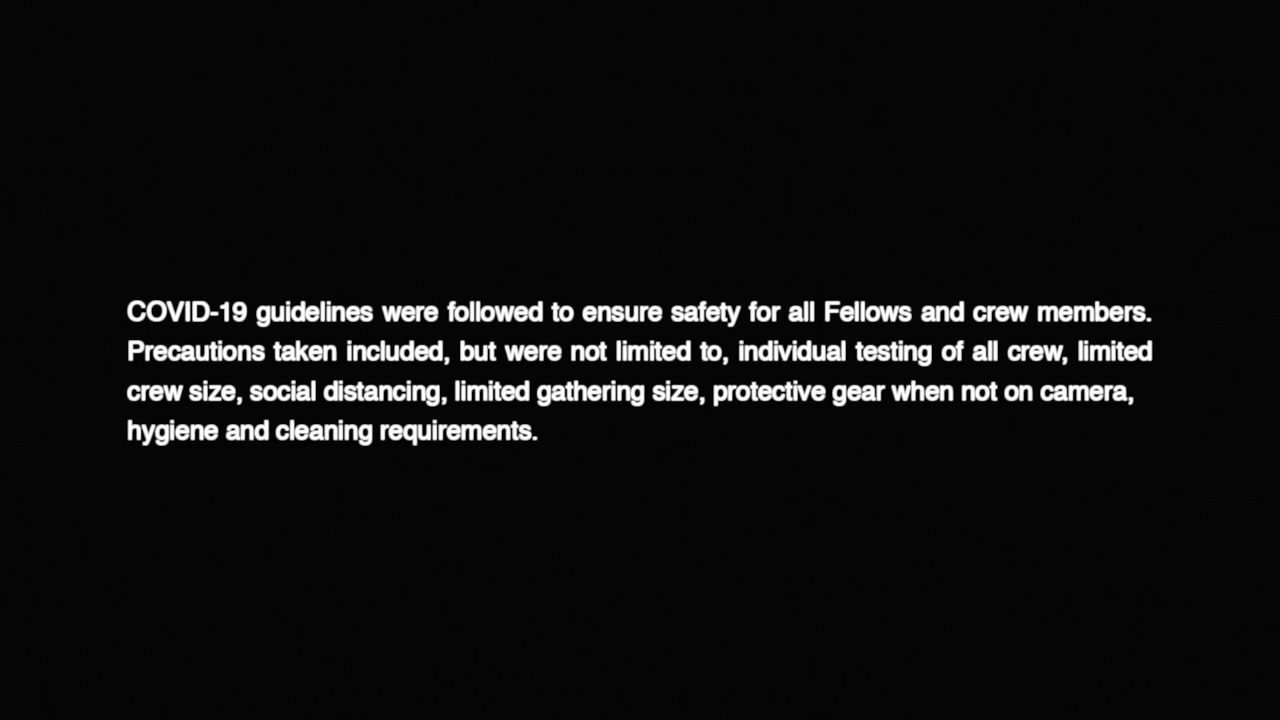 COVID-19 guidelines were followed to ensure safety for all Fellows and crew members.
Precautions taken included, but were not limited to, individual testing of all crew, limited
crew size, social distancing, limited gathering size, protective gear when not on camera,
hygiene and cleaning requirements.